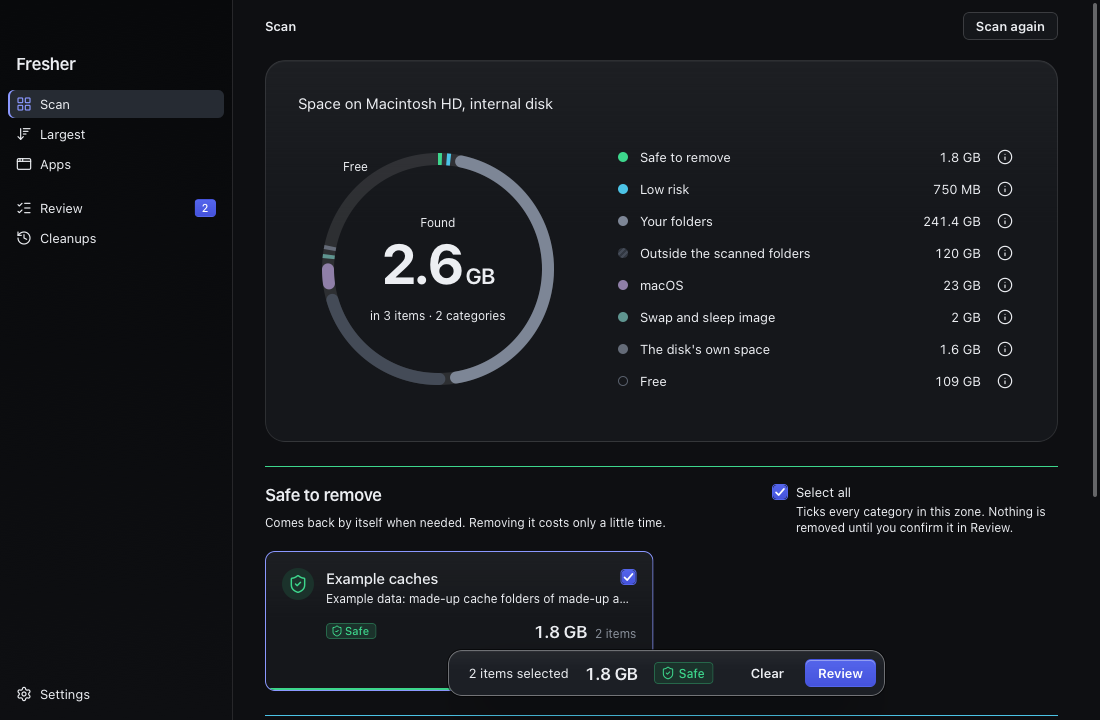 Fresher
Scan
Largest
Apps
Review
2
Cleanups
Settings
Scan
Scan again
Space on Macintosh HD, internal disk
Free
Found
2.6 GB
in 3 items · 2 categories
Safe to remove 1.8 GB
Low risk 750 MB
Your folders 241.4 GB
Outside the scanned folders 120 GB
macOS 23 GB
Swap and sleep image 2 GB
The disk's own space 1.6 GB
Free 109 GB
Safe to remove
Comes back by itself when needed. Removing it costs only a little time.
Select all
Ticks every category in this zone. Nothing is
removed until you confirm it in Review.
Example caches
Example data: made-up cache folders of made-up a...
Safe
1.8 GB 2 items
2 items selected 1.8 GB Safe Clear Review